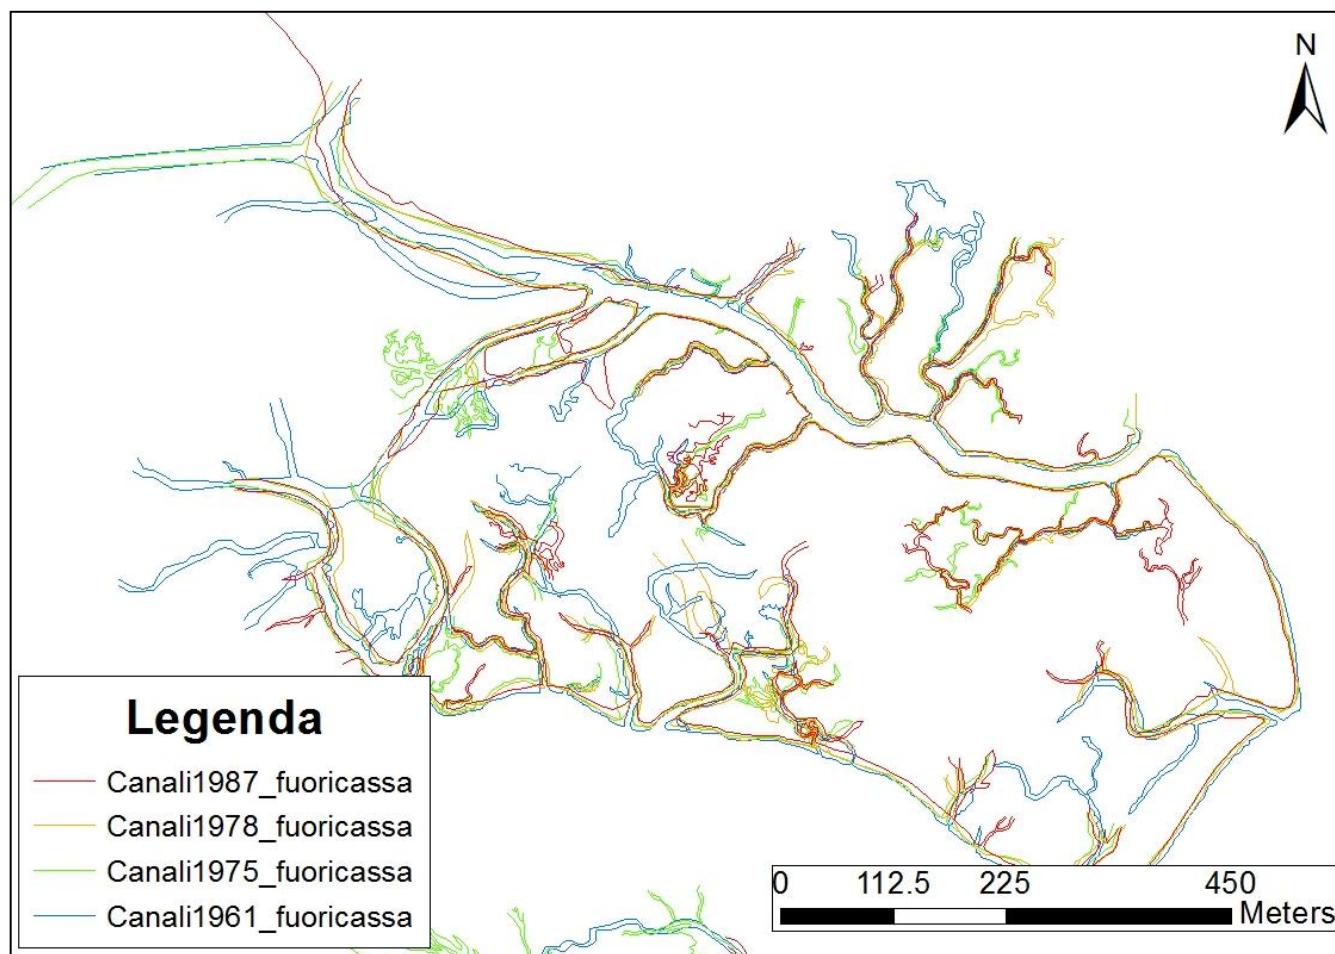 N
Legenda
Canali1987_fuoricassa
Canali1978_fuoricassa
Canali1975_fuoricassa
Canali1961_fuoricassa
0 112.5 225 450
Meters